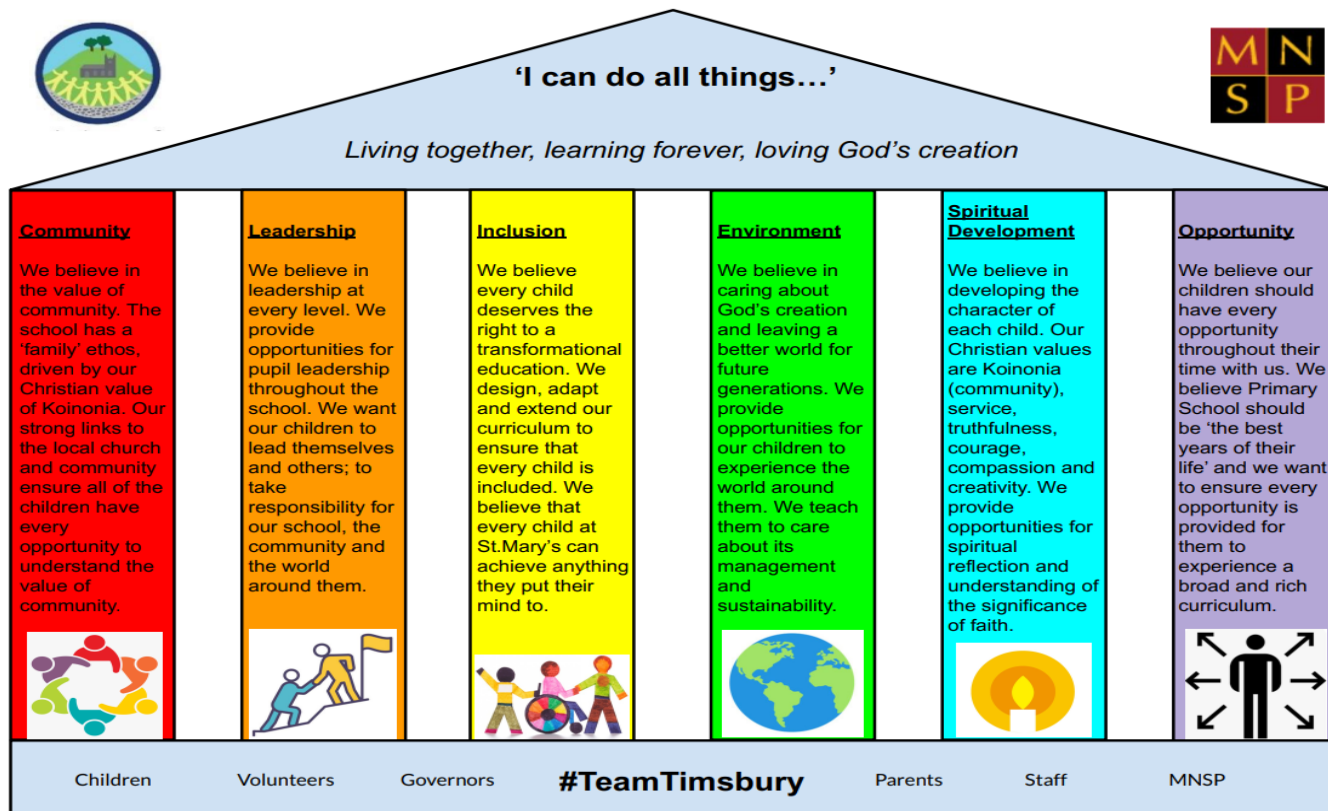 M N
S P
‘I can do all things…’
Living together, learning forever, loving God’s creation
Community
We believe in
the value of
community. The
school has a
‘family’ ethos,
driven by our
Christian value
of Koinonia. Our
strong links to
the local church
and community
ensure all of the
children have
every
opportunity to
understand the
value of
community.
Leadership
We believe in
leadership at
every level. We
provide
opportunities for
pupil leadership
throughout the
school. We want
our children to
lead themselves
and others; to
take
responsibility for
our school, the
community and
the world
around them.
Inclusion
We believe
every child
deserves the
right to a
transformational
education. We
design, adapt
and extend our
curriculum to
ensure that
every child is
included. We
believe that
every child at
St.Mary’s can
achieve anything
they put their
mind to.
Environment
We believe in
caring about
God’s creation
and leaving a
better world for
future
generations. We
provide
opportunities for
our children to
experience the
world around
them. We teach
them to care
about its
management
and
sustainability.
Spiritual
Development
We believe in
developing the
character of
each child. Our
Christian values
are Koinonia
(community),
service,
truthfulness,
courage,
compassion and
creativity. We
provide
opportunities for
spiritual
reflection and
understanding of
the significance
of faith.
Opportunity
We believe our
children should
have every
opportunity
throughout their
time with us. We
believe Primary
School should
be ‘the best
years of their
life’ and we want
to ensure every
opportunity is
provided for
them to
experience a
broad and rich
curriculum.
Children Volunteers Governors #TeamTimsbury Parents Staff MNSP